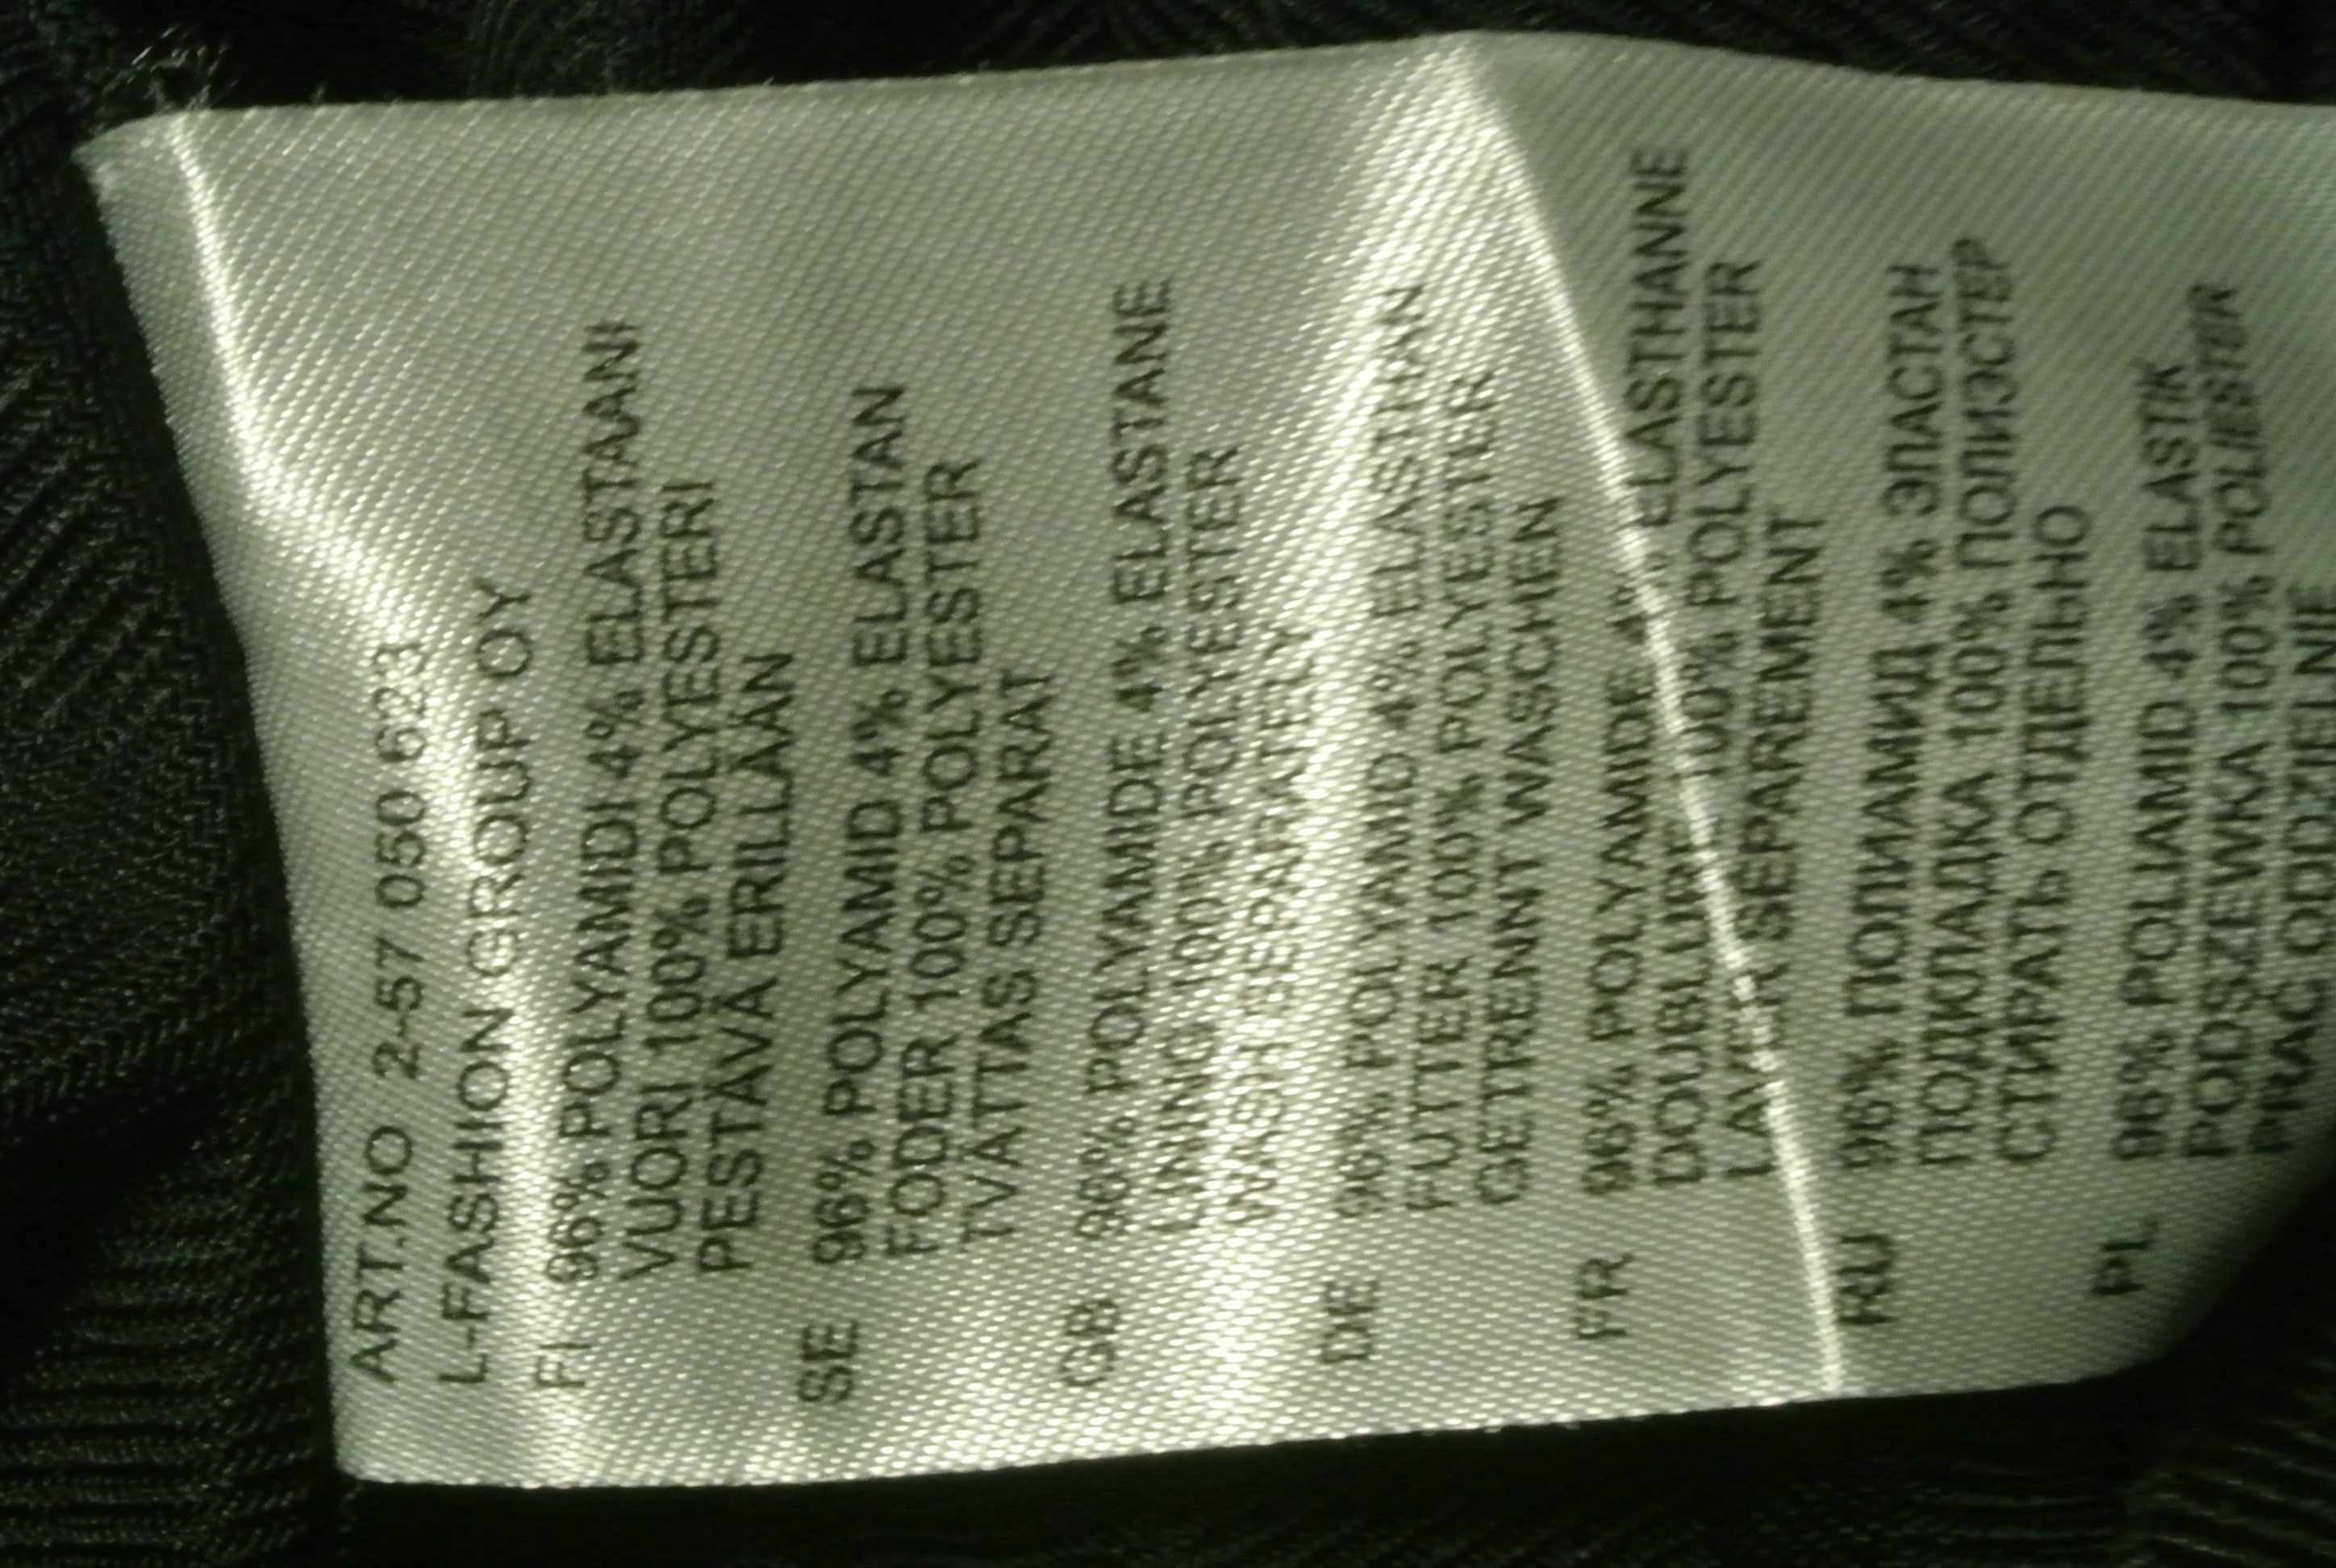 ART.NO 2-57 050 623
L-FASHION GROUP OY
FI 96% POLYAMIDI 4% ELASTAANI
VUORI 100% POLYESTERI
PESTÄVÄ ERILLÄÄN
SE 96% POLYAMID 4% ELASTAN
FODER 100% POLYESTER
TVÄTTAS SEPARAT
GB 96% POLYAMIDE 4% ELASTANE
LINING 100% POLYESTER
WASH SEPARATELY
DE 96% POLYAMID 4% ELASTHAN
FUTTER 100% POLYESTER
GETRENNT WASCHEN
FR 96% POLYAMIDE 4% ELASTHANNE
DOUBLURE 100% POLYESTER
LAVER SEPAREMENT
RU 96% ПОЛИАМИД 4% ЭЛАСТАН
ПОДКЛАДКА 100% ПОЛИЭСТЕР
СТИРАТЬ ОТДЕЛЬНО
PL 96% POLIAMID 4% ELASTIK
PODSZEWKA 100% POLIESTER
PRAĆ ODDZIELNIE